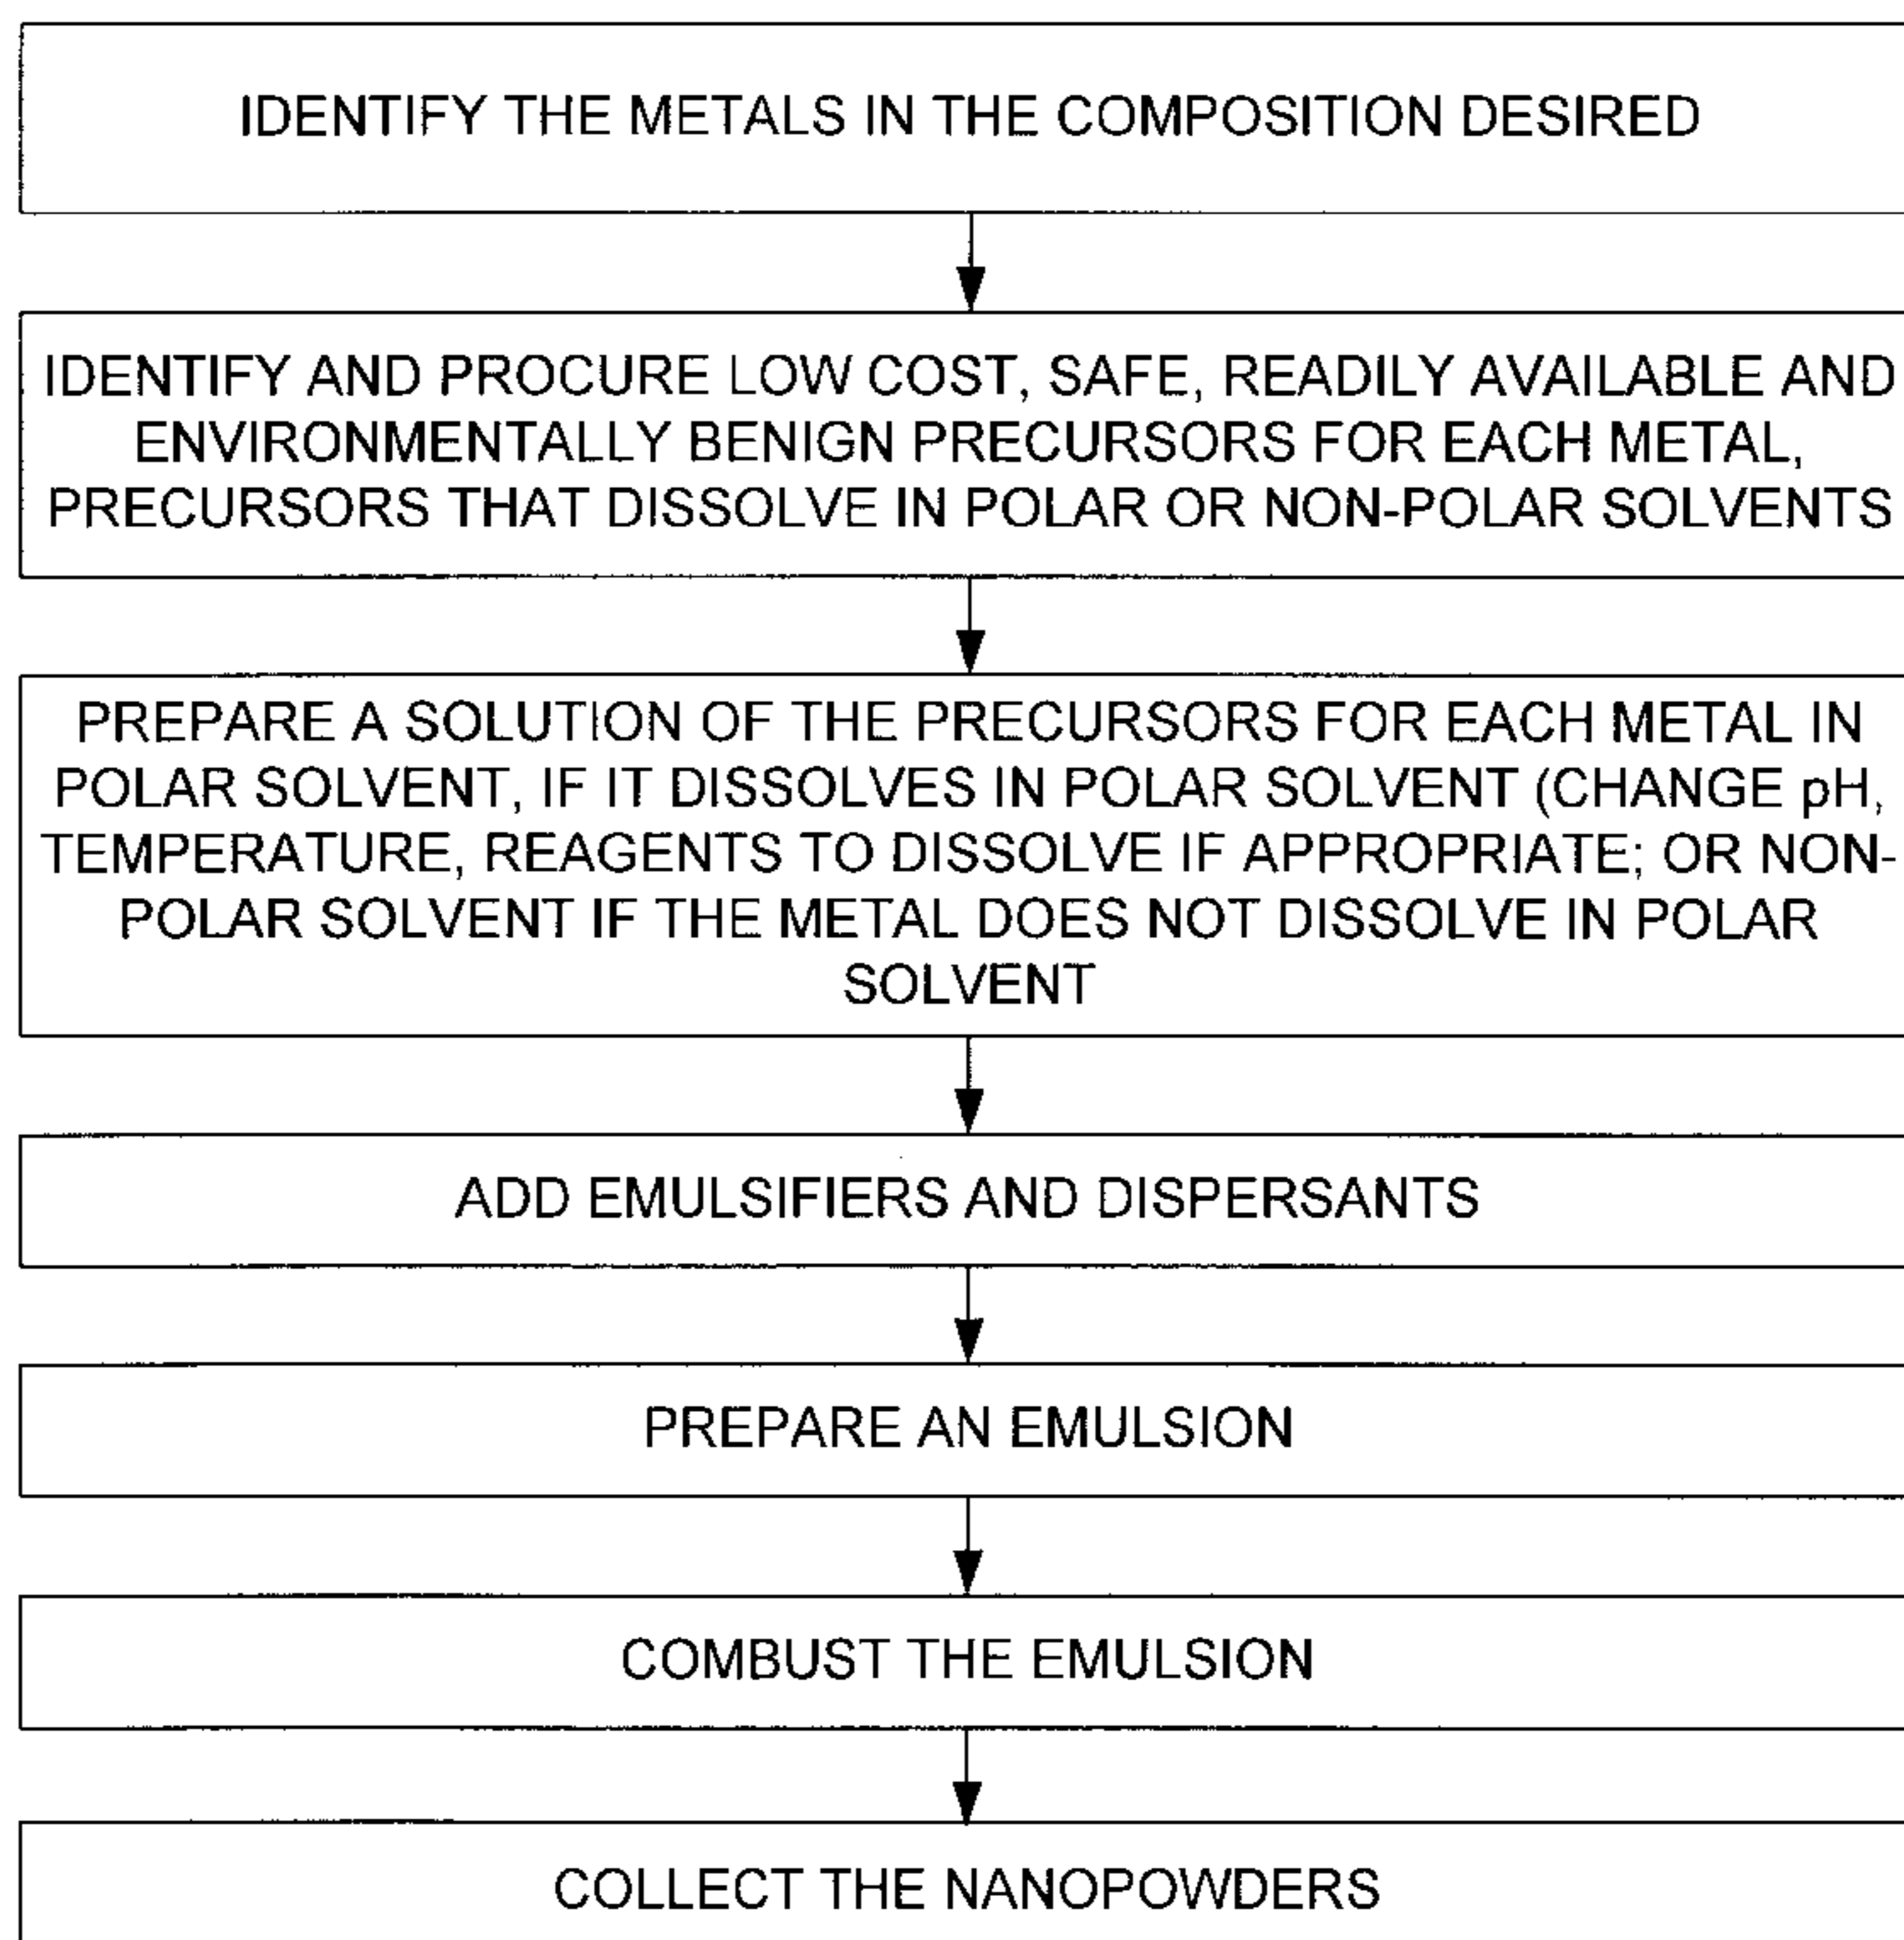 IDENTIFY THE METALS IN THE COMPOSITION DESIRED
IDENTIFY AND PROCURE LOW COST, SAFE, READILY AVAILABLE AND
ENVIRONMENTALLY BENIGN PRECURSORS FOR EACH METAL,
PRECURSORS THAT DISSOLVE IN POLAR OR NON-POLAR SOLVENTS
PREPARE A SOLUTION OF THE PRECURSORS FOR EACH METAL IN
POLAR SOLVENT, IF IT DISSOLVES IN POLAR SOLVENT (CHANGE pH,
TEMPERATURE, REAGENTS TO DISSOLVE IF APPROPRIATE; OR NON-
POLAR SOLVENT IF THE METAL DOES NOT DISSOLVE IN POLAR
SOLVENT
ADD EMULSIFIERS AND DISPERSANTS
PREPARE AN EMULSION
COMBUST THE EMULSION
COLLECT THE NANOPOWDERS